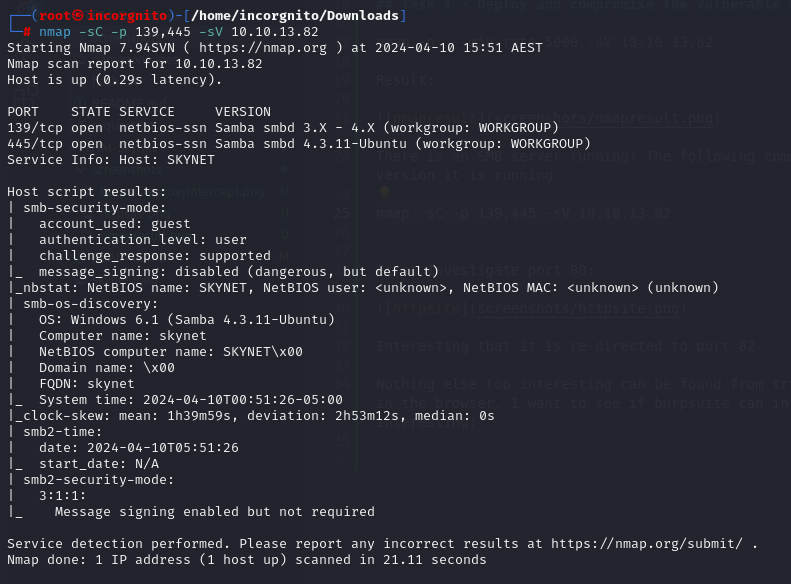 ┌──(root㉿incorgnito)-[/home/incorgnito/Downloads]
└─# nmap -sC -p 139,445 -sV 10.10.13.82
Starting Nmap 7.94SVN ( https://nmap.org ) at 2024-04-10 15:51 AEST
Nmap scan report for 10.10.13.82
Host is up (0.29s latency).

PORT    STATE SERVICE     VERSION
139/tcp open  netbios-ssn Samba smbd 3.X - 4.X (workgroup: WORKGROUP)
445/tcp open  netbios-ssn Samba smbd 4.3.11-Ubuntu (workgroup: WORKGROUP)
Service Info: Host: SKYNET

Host script results:
| smb-security-mode:
|   account_used: guest
|   authentication_level: user
|   challenge_response: supported
|_  message_signing: disabled (dangerous, but default)
|_nbstat: NetBIOS name: SKYNET, NetBIOS user: <unknown>, NetBIOS MAC: <unknown> (unknown)
| smb-os-discovery:
|   OS: Windows 6.1 (Samba 4.3.11-Ubuntu)
|   Computer name: skynet
|   NetBIOS computer name: SKYNET\x00
|   Domain name: \x00
|   FQDN: skynet
|_  System time: 2024-04-10T00:51:26-05:00
|_clock-skew: mean: 1h39m59s, deviation: 2h53m12s, median: 0s
| smb2-time:
|   date: 2024-04-10T05:51:26
|_  start_date: N/A
| smb2-security-mode:
|   3:1:1:
|_    Message signing enabled but not required

Service detection performed. Please report any incorrect results at https://nmap.org/submit/ .
Nmap done: 1 IP address (1 host up) scanned in 21.11 seconds